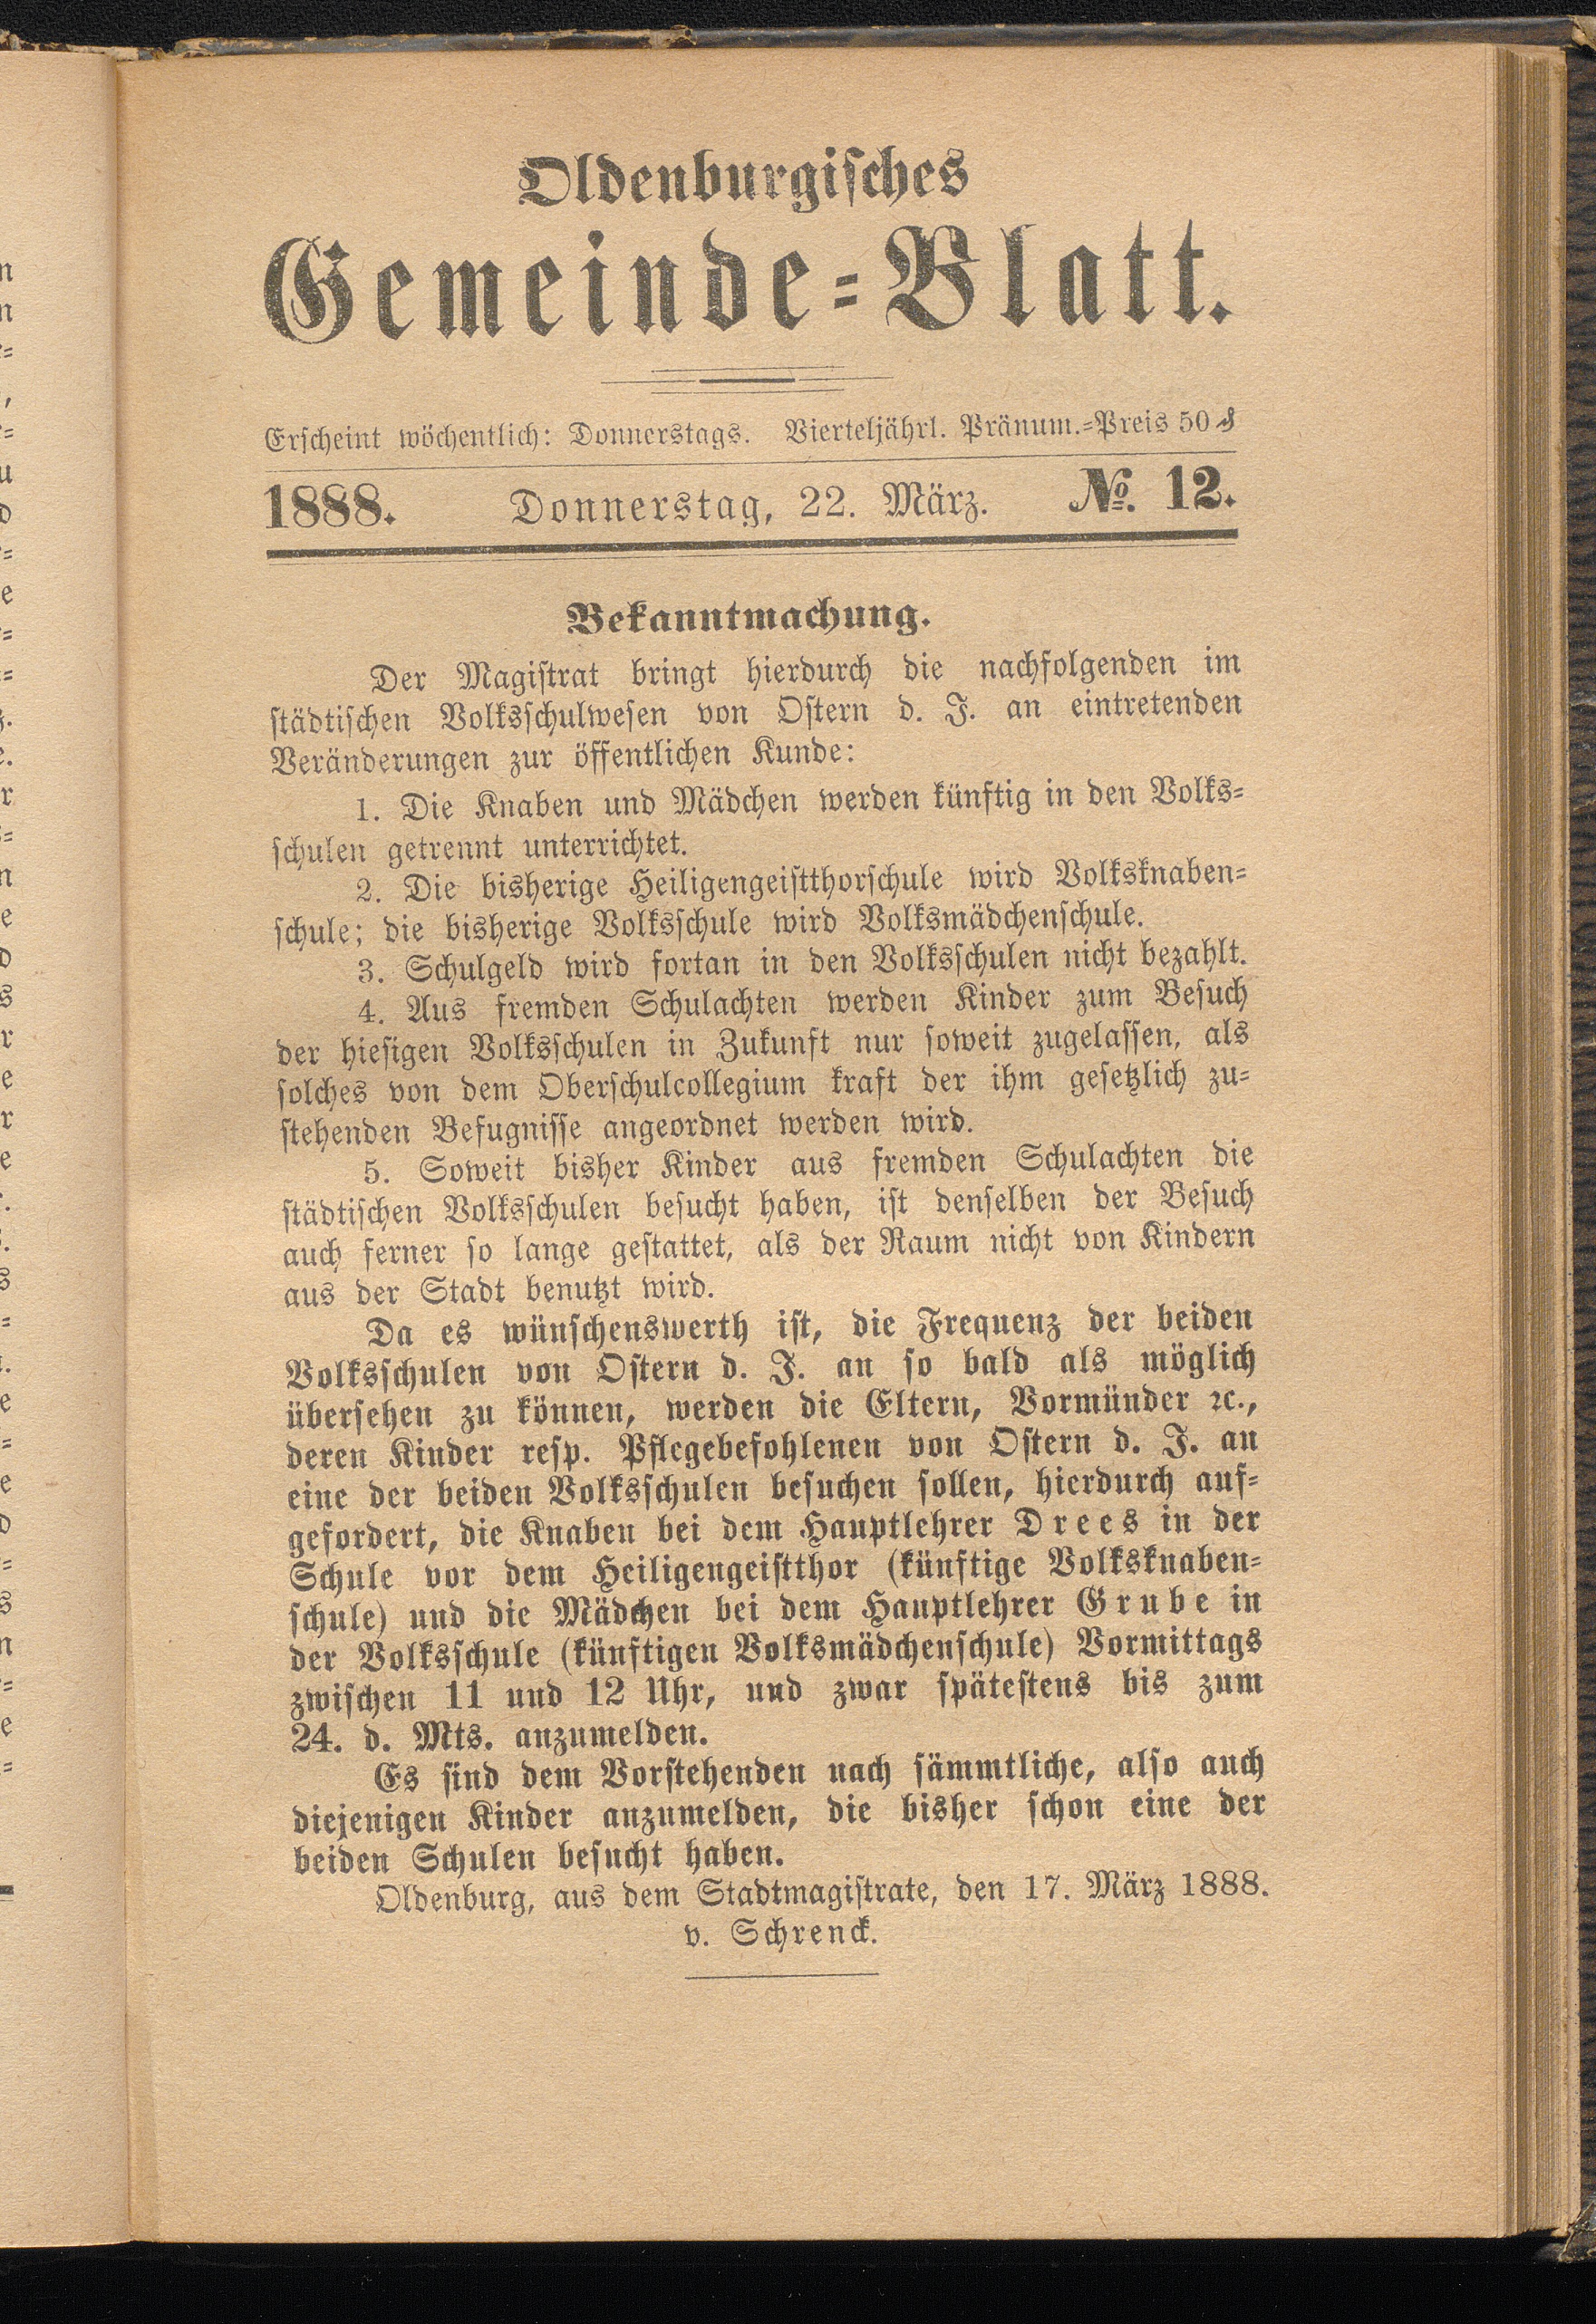 Oldenburgisches
Gemeinde-Blatt.
Erscheint wöchentlich: Donnerstags. Vierteljährl. Pränum.-Preis 50 ₰
1888. Donnerstag, 22. März. №. 12.
Bekanntmachung.
Der Magistrat bringt hierdurch die nachfolgenden im
städtischen Volksschulwesen von Ostern d. J. an eintretenden
Veränderungen zur öffentlichen Kunde:
1. Die Knaben und Mädchen werden künftig in den Volks-
schulen getrennt unterrichtet.
2. Die bisherige Heiligengeistthorschule wird Volksknaben-
schule; die bisherige Volksschule wird Volksmädchenschule.
3. Schulgeld wird fortan in den Volksschulen nicht bezahlt.
4. Aus fremden Schulachten werden Kinder zum Besuch
der hiesigen Volksschulen in Zukunft nur soweit zugelassen, als
solches von dem Oberschulcollegium kraft der ihm gesetzlich zu-
stehenden Befugnisse angeordnet werden wird.
5. Soweit bisher Kinder aus fremden Schulachten die
städtischen Volksschulen besucht haben, ist denselben der Besuch
auch ferner so lange gestattet, als der Raum nicht von Kindern
aus der Stadt benutzt wird.
Da es wünschenswerth ist, die Frequenz der beiden
Volksschulen von Ostern d. J. an so bald als möglich
übersehen zu können, werden die Eltern, Vormünder ꝛc.,
deren Kinder resp. Pflegebefohlenen von Ostern d. J. an
eine der beiden Volksschulen besuchen sollen, hierdurch auf-
gefordert, die Knaben bei dem Hauptlehrer Drees in der
Schule vor dem Heiligengeistthor (künftige Volksknaben-
schule) und die Mädchen bei dem Hauptlehrer Grube in
der Volksschule (künftigen Volksmädchenschule) Vormittags
zwischen 11 und 12 Uhr, und zwar spätestens bis zum
24. d. Mts. anzumelden.
Es sind dem Vorstehenden nach sämmtliche, also auch
diejenigen Kinder anzumelden, die bisher schon eine der
beiden Schulen besucht haben.
Oldenburg, aus dem Stadtmagistrate, den 17. März 1888.
v. Schrenck.